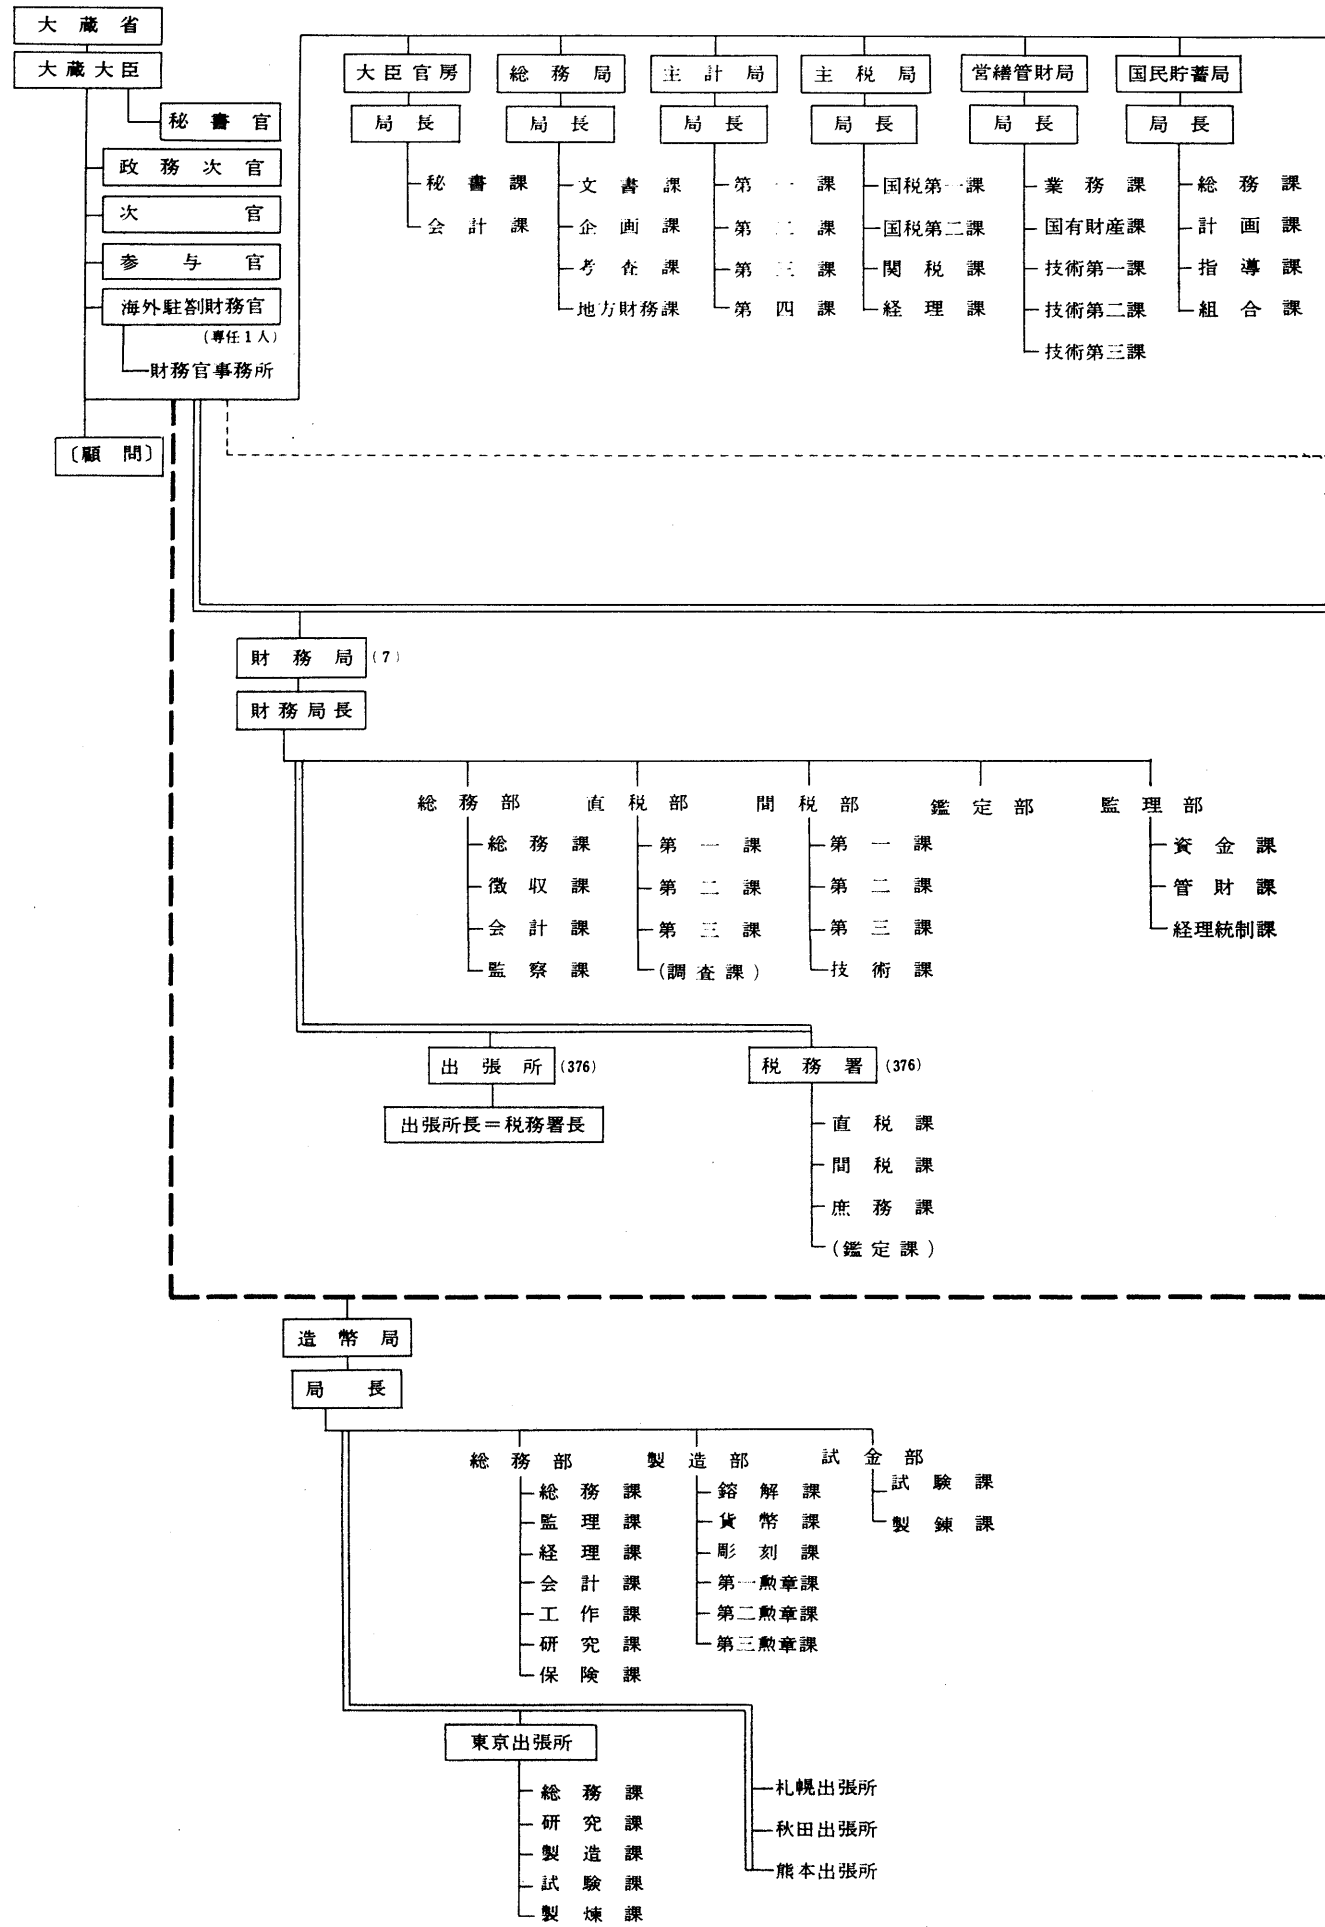 大蔵省
大蔵大臣
秘書官
政務次官
次官
参与官
海外駐劄財務官
(専任1人)
財務官事務所
〔顧問〕
大臣官房
局長
秘書課
会計課
総務局
局長
文書課
企画課
考査課
地方財務課
主計局
局長
第一課
第二課
第三課
第四課
主税局
局長
国税第一課
国税第二課
関税課
経理課
営繕管財局
局長
業務課
国有財産課
技術第一課
技術第二課
技術第三課
国民貯蓄局
局長
総務課
計画課
指導課
組合課
財務局(7)
財務局長
総務部
総務課
徴収課
会計課
監察課
直税部
第一課
第二課
第三課
(調査課)
間税部
第一課
第二課
第三課
技術課
鑑定部
監理部
資金課
管財課
経理統制課
出張所(376)
出張所長=税務署長
税務署(376)
直税課
間税課
庶務課
(鑑定課)
造幣局
局長
総務部
総務課
監理課
経理課
会計課
工作課
研究課
保険課
製造部
鎔解課
貨幣課
彫刻課
第一勲章課
第二勲章課
第三勲章課
試金部
試験課
製錬課
東京出張所
総務課
研究課
製造課
試験課
製煉課
札幌出張所
秋田出張所
熊本出張所